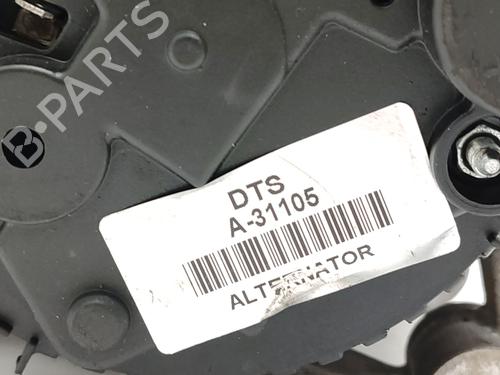 B-PARTS
DTS
A-31105
ALTERNATOR